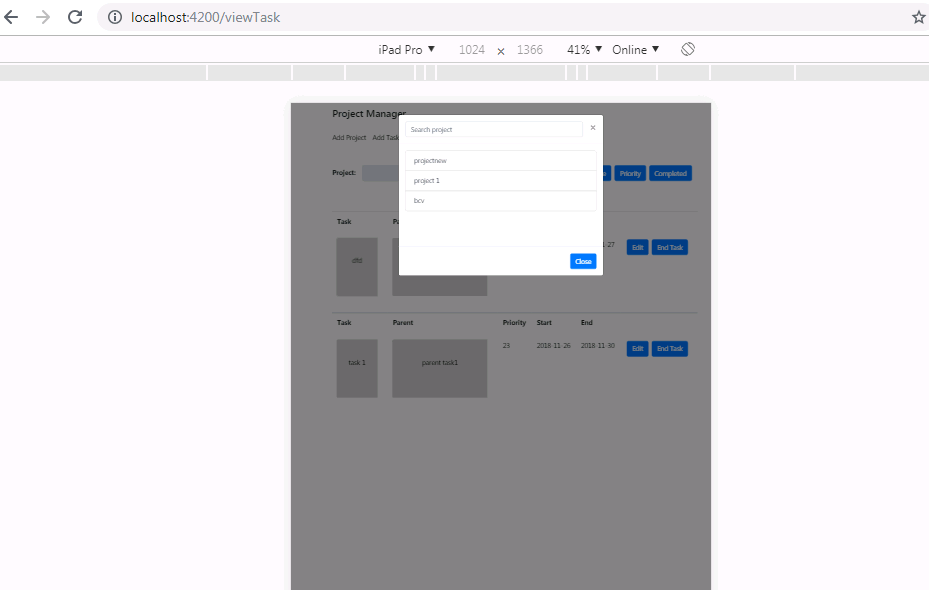 localhost:4200/viewTask
iPad Pro ▼ 1024 × 1366 41% ▼ Online ▼
Project Manager
Add Project Add Task
Search project ×
projectnew
Project: Priority Completed
project 1
bcv
Task
1-27 Edit End Task
dfd
Close
Task Parent Priority Start End
23 2018-11-26 2018-11-30 Edit End Task
task 1 parent task1